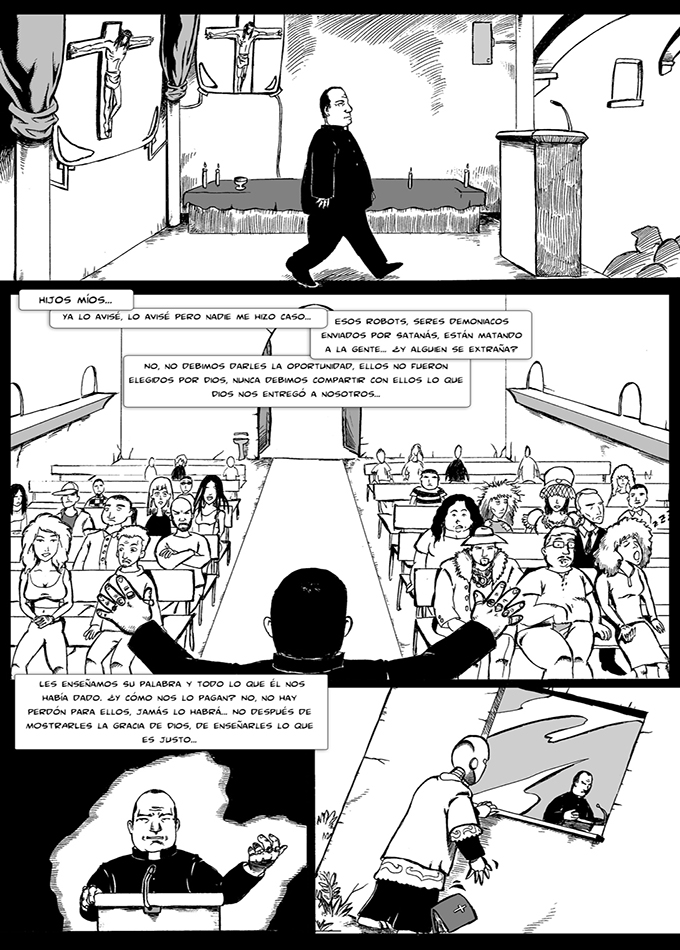 HIJOS MÍOS...
YA LO AVISÉ, LO AVISÉ PERO NADIE ME HIZO CASO...
ESOS ROBOTS, SERES DEMONIACOS
ENVIADOS POR SATANÁS, ESTÁN MATANDO
A LA GENTE... ¿Y ALGUIEN SE EXTRAÑA?
NO, NO DEBIMOS DARLES LA OPORTUNIDAD, ELLOS NO FUERON
ELEGIDOS POR DIOS, NUNCA DEBIMOS COMPARTIR CON ELLOS LO QUE
DIOS NOS ENTREGÓ A NOSOTROS...
ZZZ
LES ENSEÑAMOS SU PALABRA Y TODO LO QUE ÉL NOS
HABÍA DADO. ¿Y CÓMO NOS LO PAGAN? NO, NO HAY
PERDÓN PARA ELLOS, JAMÁS LO HABRÁ... NO DESPUÉS DE
MOSTRARLES LA GRACIA DE DIOS, DE ENSEÑARLES LO QUE
ES JUSTO...